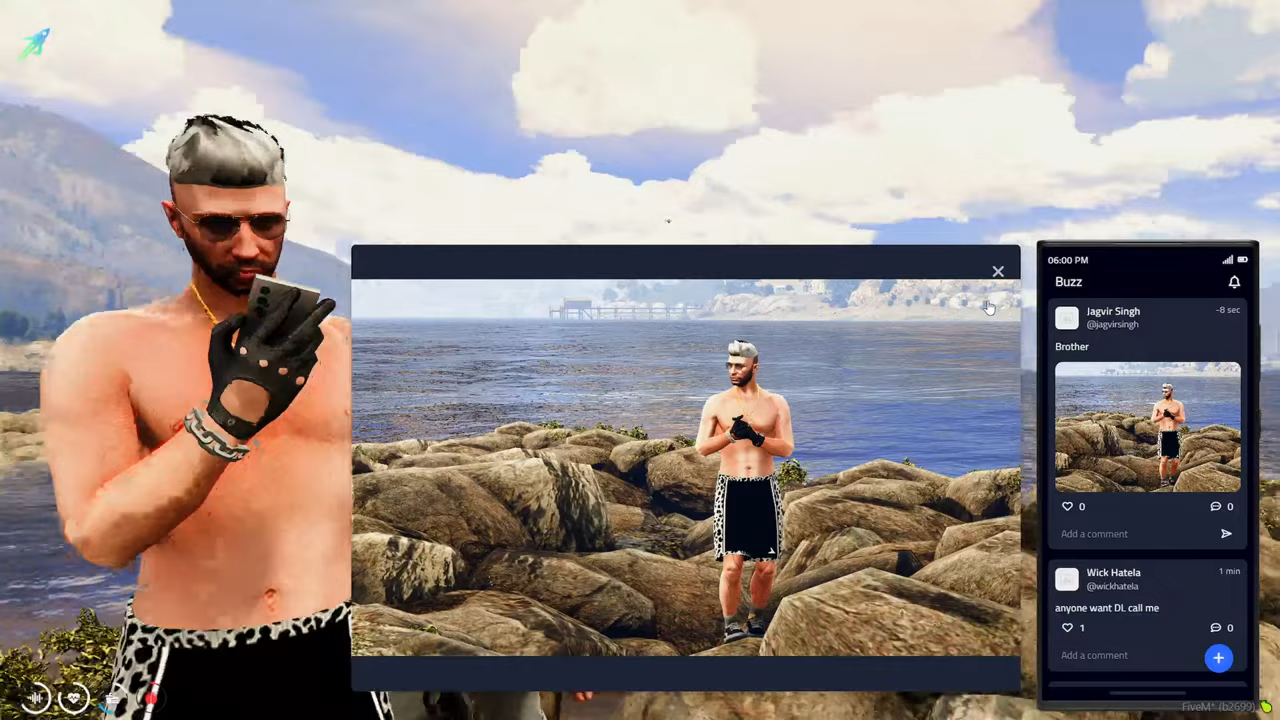 06:00 PM
Buzz
Jagvir Singh
-8 sec
@jagvirsingh
Brother
0
0
Add a comment
Wick Hatela
1 min
@wickhatela
anyone want DL call me
1
0
Add a comment
FiveM* (b2699)